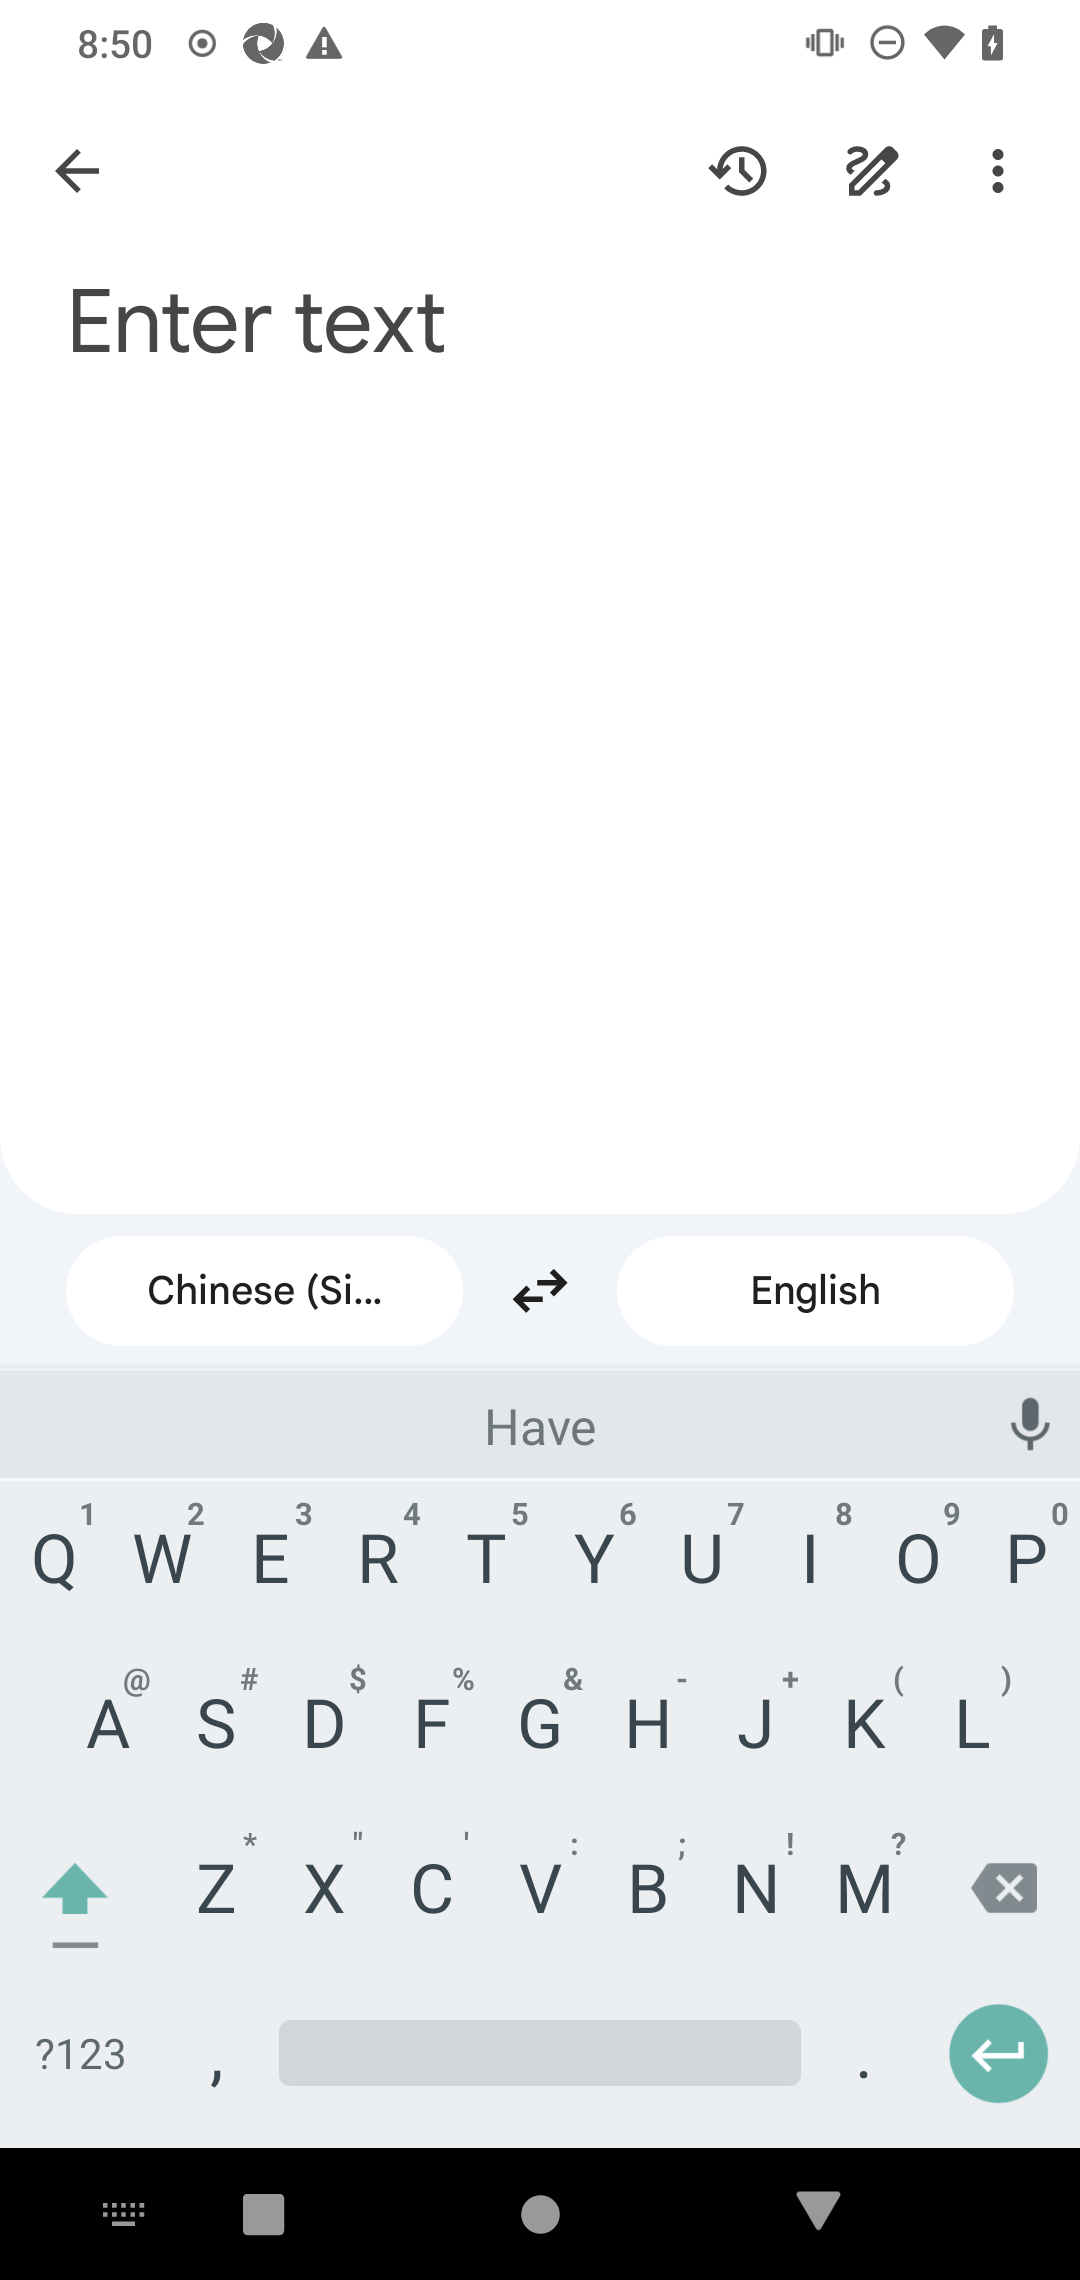 8:50
Enter text
Chinese (Si... English
Have
1 2 3 4 5 6 7 8 9 0
Q W E R T Y U I O P
@ # $ % & - + ( )
A S D F G H J K L
* " ' : ; ! ?
Z X C V B N M
?123 , .